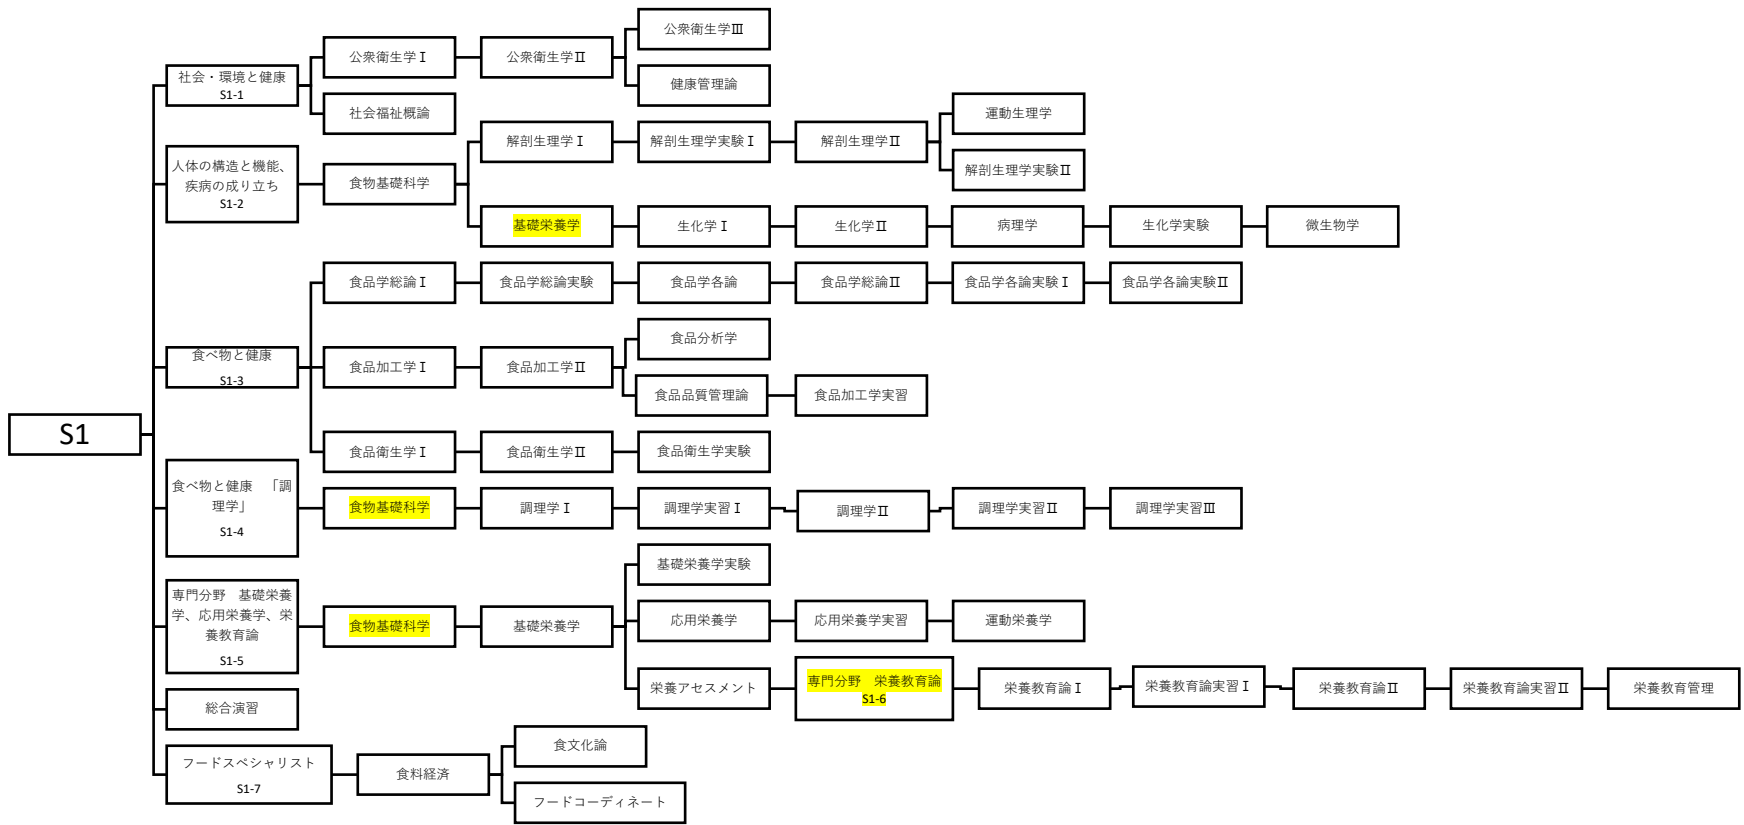 S1
社会・環境と健康
S1-1
公衆衛生学Ⅰ
公衆衛生学Ⅱ
公衆衛生学Ⅲ
健康管理論
社会福祉概論
人体の構造と機能、
疾病の成り立ち
S1-2
食物基礎科学
解剖生理学Ⅰ
解剖生理学実験Ⅰ
解剖生理学Ⅱ
運動生理学
解剖生理学実験Ⅱ
基礎栄養学
生化学Ⅰ
生化学Ⅱ
病理学
生化学実験
微生物学
食べ物と健康
S1-3
食品学総論Ⅰ
食品学総論実験
食品学各論
食品学総論Ⅱ
食品学各論実験Ⅰ
食品学各論実験Ⅱ
食品加工学Ⅰ
食品加工学Ⅱ
食品分析学
食品品質管理論
食品加工学実習
食品衛生学Ⅰ
食品衛生学Ⅱ
食品衛生学実験
食べ物と健康　「調
理学」
S1-4
食物基礎科学
調理学Ⅰ
調理学実習Ⅰ
調理学Ⅱ
調理学実習Ⅱ
調理学実習Ⅲ
専門分野　基礎栄養
学、応用栄養学、栄
養教育論
S1-5
食物基礎科学
基礎栄養学
基礎栄養学実験
応用栄養学
応用栄養学実習
運動栄養学
栄養アセスメント
専門分野　栄養教育論
S1-6
栄養教育論Ⅰ
栄養教育論実習Ⅰ
栄養教育論Ⅱ
栄養教育論実習Ⅱ
栄養教育管理
総合演習
フードスペシャリスト
S1-7
食料経済
食文化論
フードコーディネート